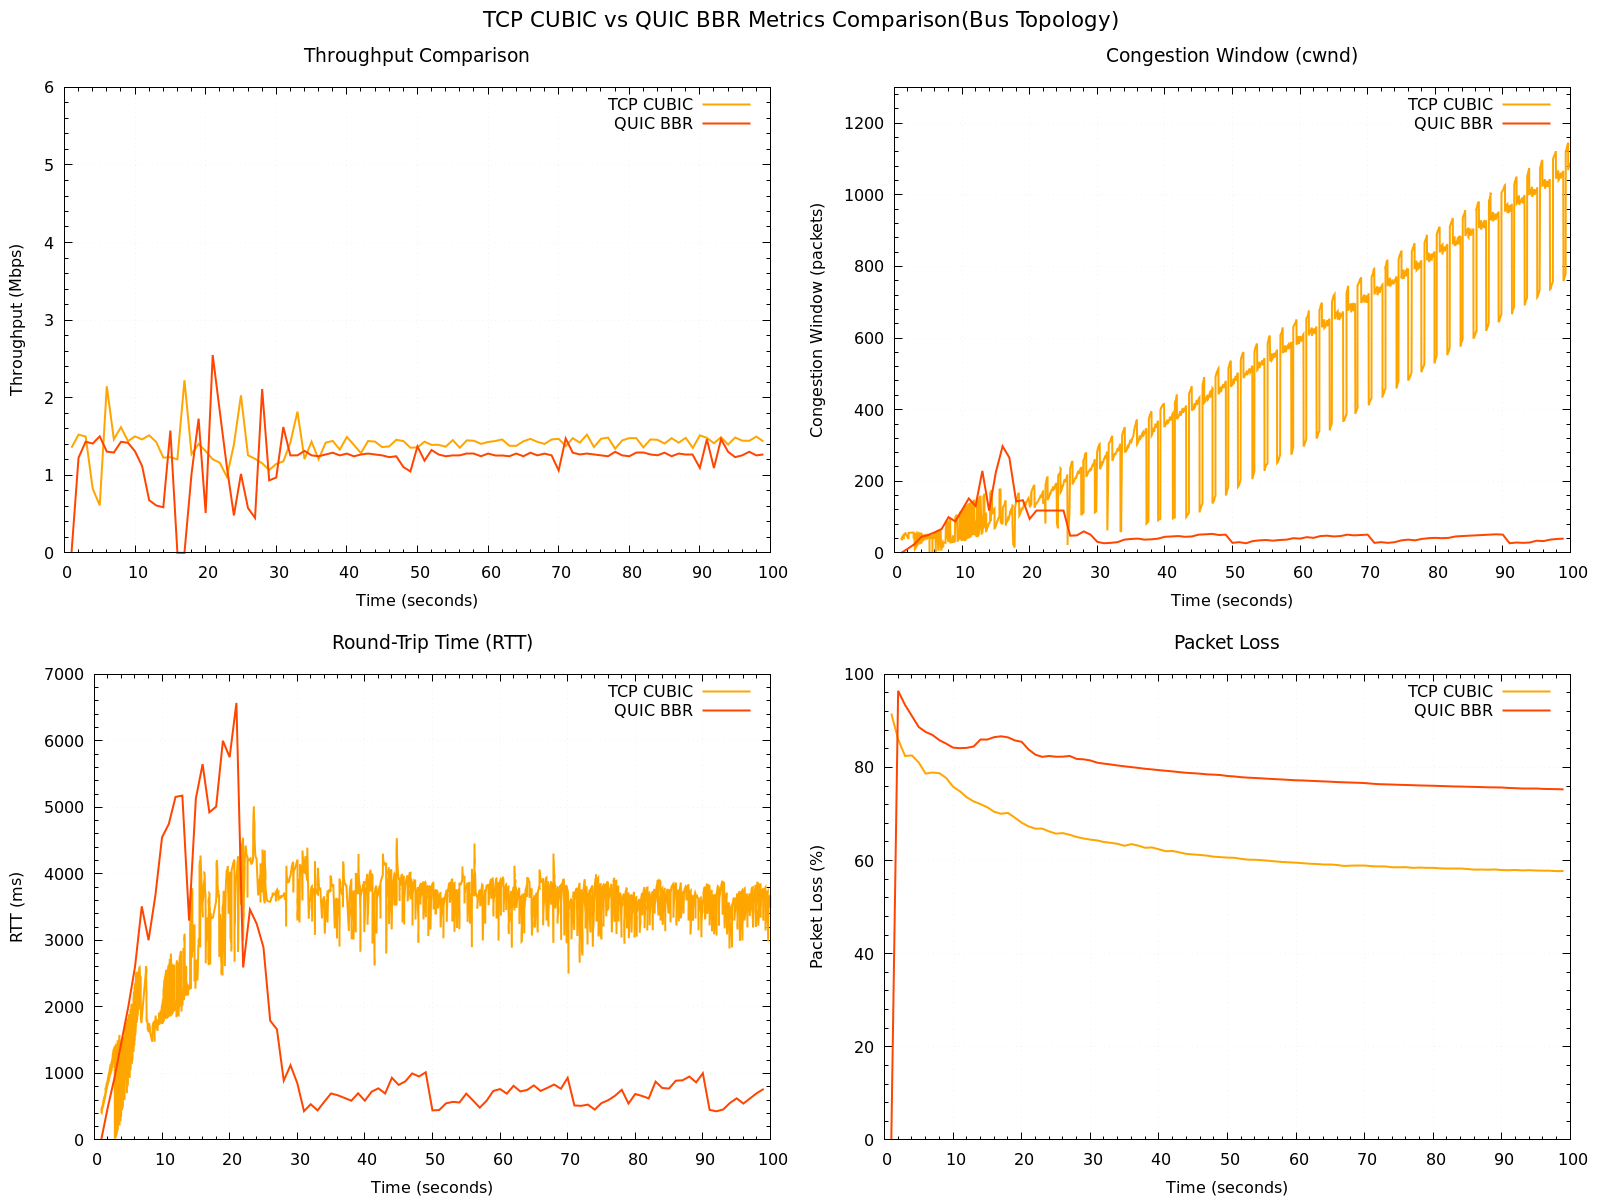 TCP CUBIC vs QUIC BBR Metrics Comparison(Bus Topology)
Throughput Comparison
TCP CUBIC
QUIC BBR
Throughput (Mbps)
6
5
4
3
2
1
0
0 10 20 30 40 50 60 70 80 90 100
Time (seconds)
Congestion Window (cwnd)
TCP CUBIC
QUIC BBR
Congestion Window (packets)
1200
1000
800
600
400
200
0
0 10 20 30 40 50 60 70 80 90 100
Time (seconds)
Round-Trip Time (RTT)
TCP CUBIC
QUIC BBR
RTT (ms)
7000
6000
5000
4000
3000
2000
1000
0
0 10 20 30 40 50 60 70 80 90 100
Time (seconds)
Packet Loss
TCP CUBIC
QUIC BBR
Packet Loss (%)
100
80
60
40
20
0
0 10 20 30 40 50 60 70 80 90 100
Time (seconds)